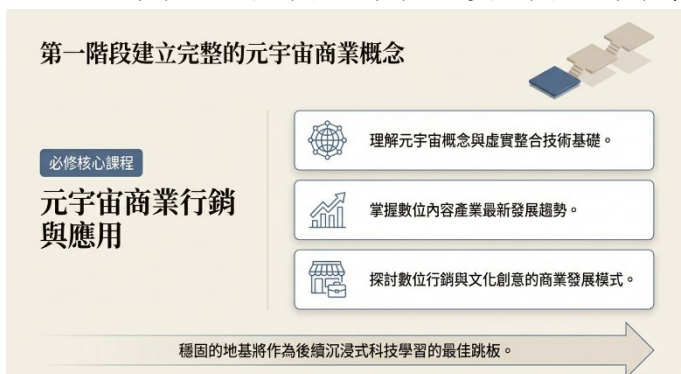 第一階段建立完整的元宇宙商業概念
必修核心課程
元宇宙商業行銷
與應用
理解元宇宙概念與虛實整合技術基礎。
掌握數位內容產業最新發展趨勢。
探討數位行銷與文化創意的商業發展模式。
穩固的地基將作為後續沉浸式科技學習的最佳跳板。